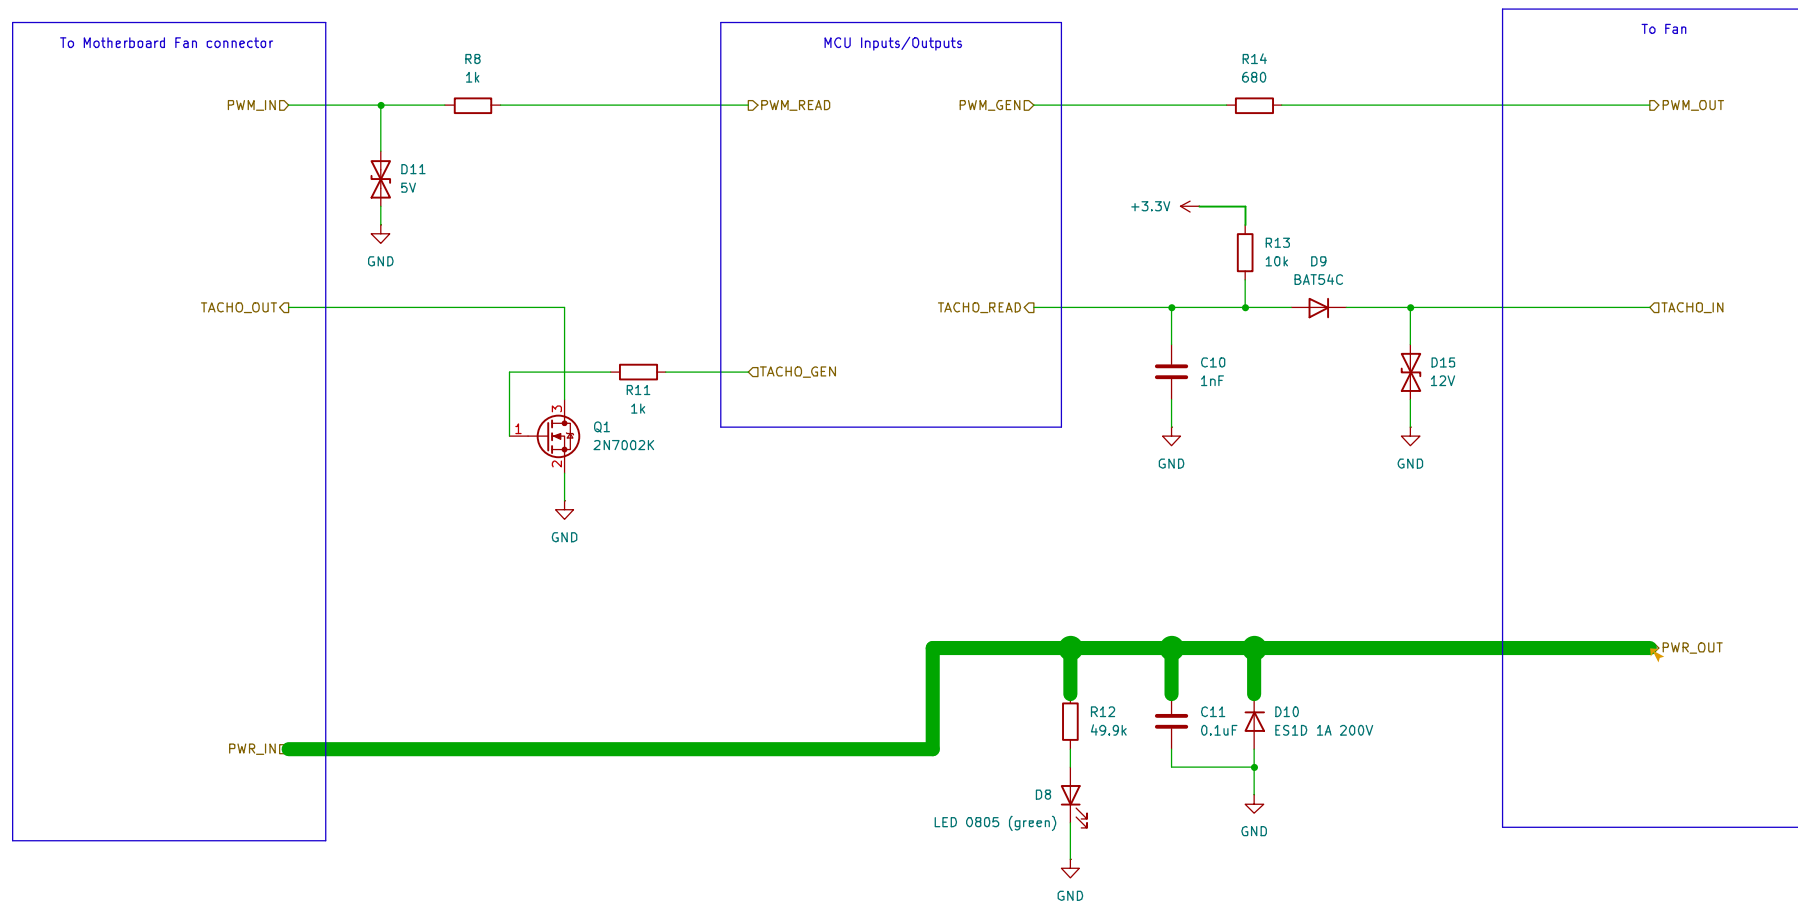 To Motherboard Fan connector
MCU Inputs/Outputs
To Fan
R8
1k
R14
680
PWM_IN
PWM_READ
PWM_GEN
PWM_OUT
D11
5V
GND
+3.3V
R13
10k
D9
BAT54C
TACHO_OUT
TACHO_READ
TACHO_IN
TACHO_GEN
R11
1k
C10
1nF
D15
12V
3
1
2
Q1
2N7002K
GND
GND
GND
PWR_OUT
PWR_IN
R12
49.9k
C11
0.1uF
D10
ES1D 1A 200V
D8
LED 0805 (green)
GND
GND